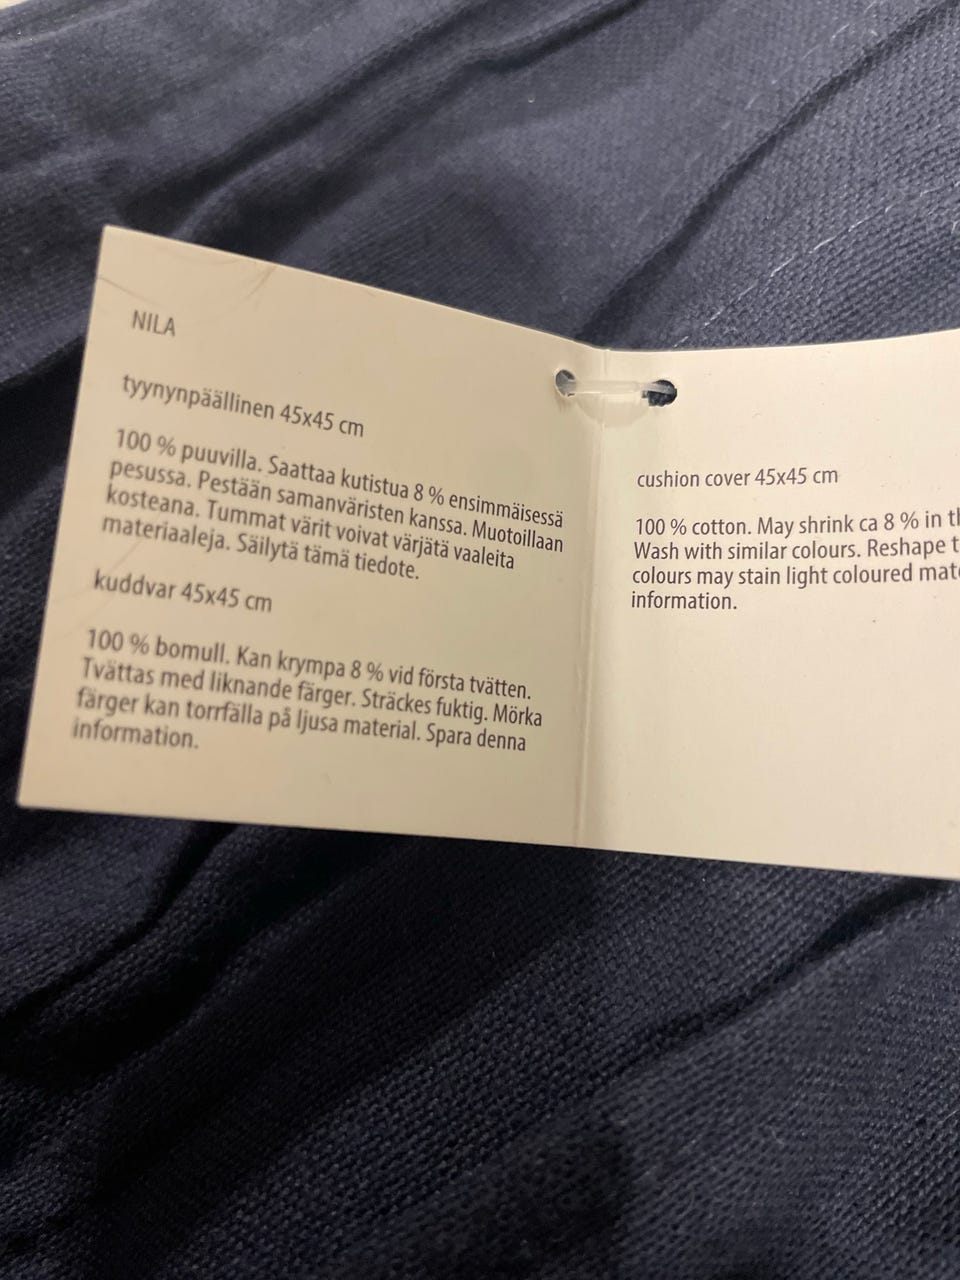 NILA
tyynynpäällinen 45x45 cm
100 % puuvilla. Saattaa kutistua 8 % ensimmäisessä
pesussa. Pestään samanväristen kanssa. Muotoillaan
kosteana. Tummat värit voivat värjätä vaaleita
materiaaleja. Säilytä tämä tiedote.
kuddvar 45x45 cm
100 % bomull. Kan krympa 8 % vid första tvätten.
Tvättas med liknande färger. Sträckes fuktig. Mörka
färger kan torrfälla på ljusa material. Spara denna
information.
cushion cover 45x45 cm
100 % cotton. May shrink ca 8 % in
Wash with similar colours. Reshape
colours may stain light coloured
information.